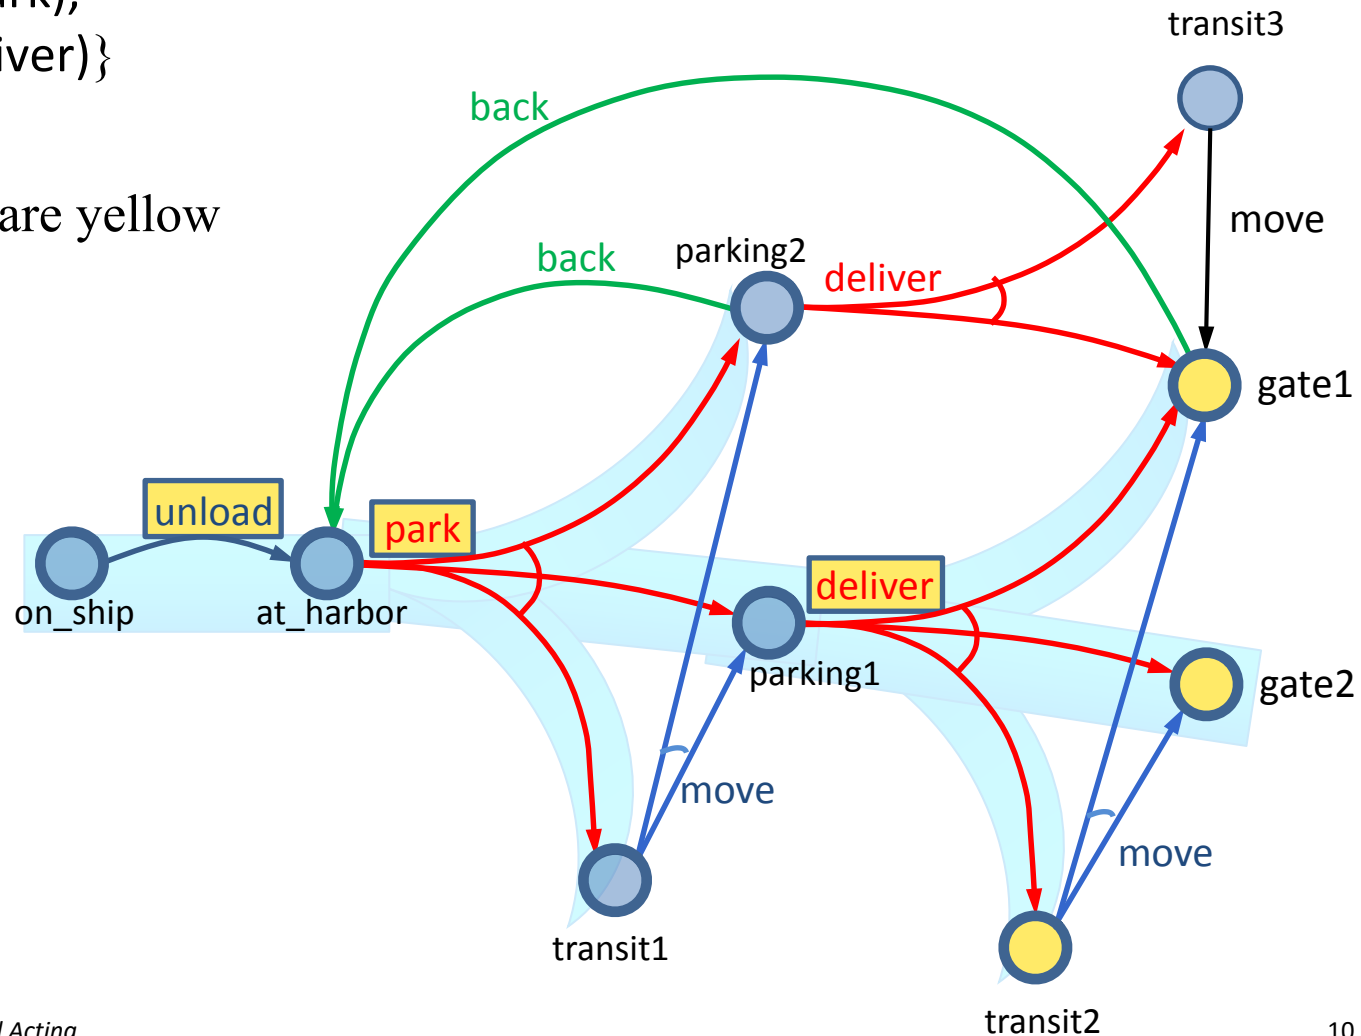 transit3
iver)}
back
are yellow
move
parking2
back
deliver
gate1
unload
park
deliver
on_ship
at_harbor
parking1
gate2
move
move
transit1
transit2
Acting
10